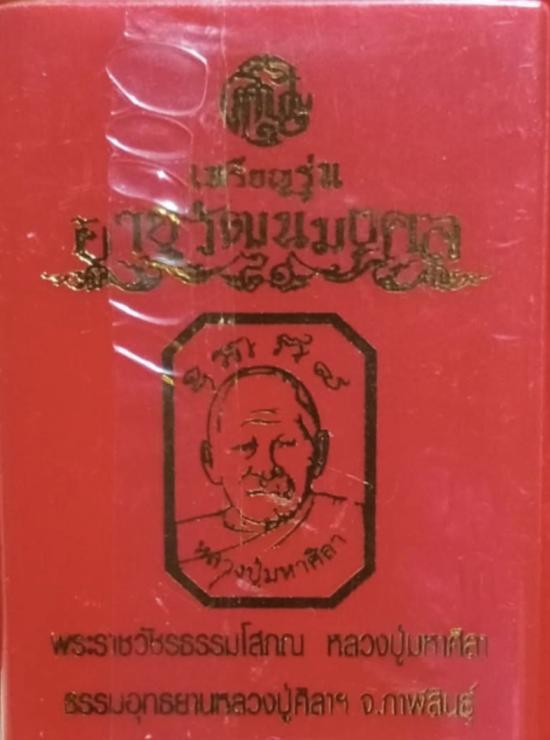 เหรียญรุ่น
อายุวัฒนมงคล
หลวงปู่มหาศิลา
พระราชวัชรธรรมโสภณ หลวงปู่มหาศิลา
ธรรมอุทธยานหลวงปู่ศิลาฯ จ.กาฬสินธุ์